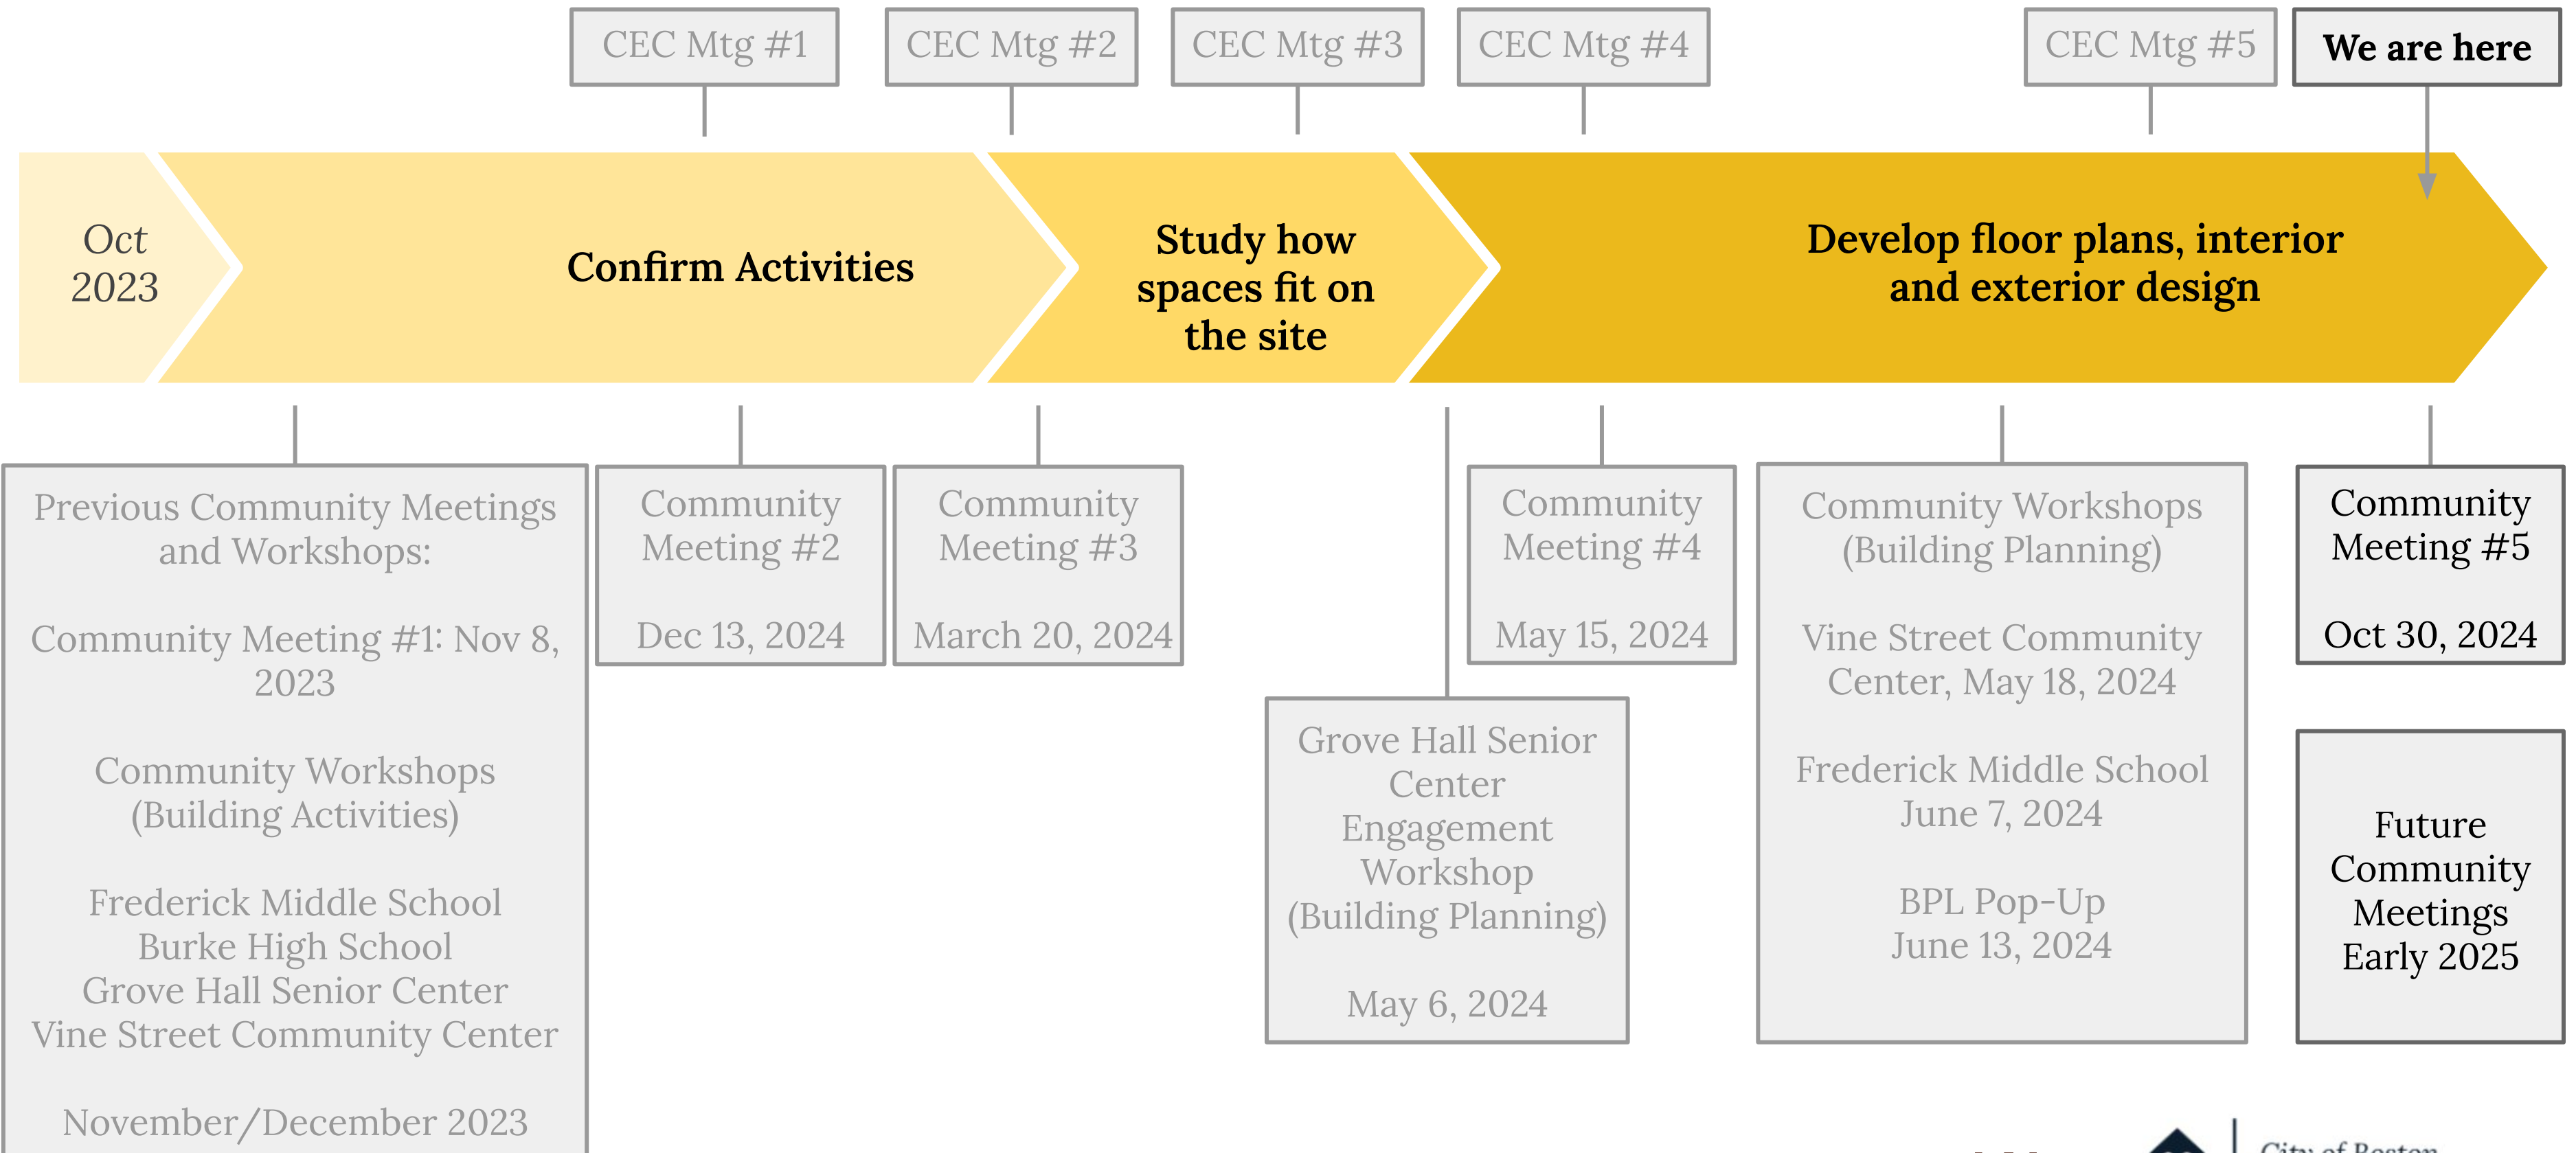 CEC Mtg #1
CEC Mtg #2
CEC Mtg #3
CEC Mtg #4
CEC Mtg #5
We are here
Oct
2023
Confirm Activities
Study how
spaces fit on
the site
Develop floor plans, interior
and exterior design
Previous Community Meetings
and Workshops:
Community Meeting #1: Nov 8,
2023
Community Workshops
(Building Activities)
Frederick Middle School
Burke High School
Grove Hall Senior Center
Vine Street Community Center
November/December 2023
Community
Meeting #2
Dec 13, 2024
Community
Meeting #3
March 20, 2024
Grove Hall Senior
Center
Engagement
Workshop
(Building Planning)
May 6, 2024
Community
Meeting #4
May 15, 2024
Community Workshops
(Building Planning)
Vine Street Community
Center, May 18, 2024
Frederick Middle School
June 7, 2024
BPL Pop-Up
June 13, 2024
Community
Meeting #5
Oct 30, 2024
Future
Community
Meetings
Early 2025
City of Boston